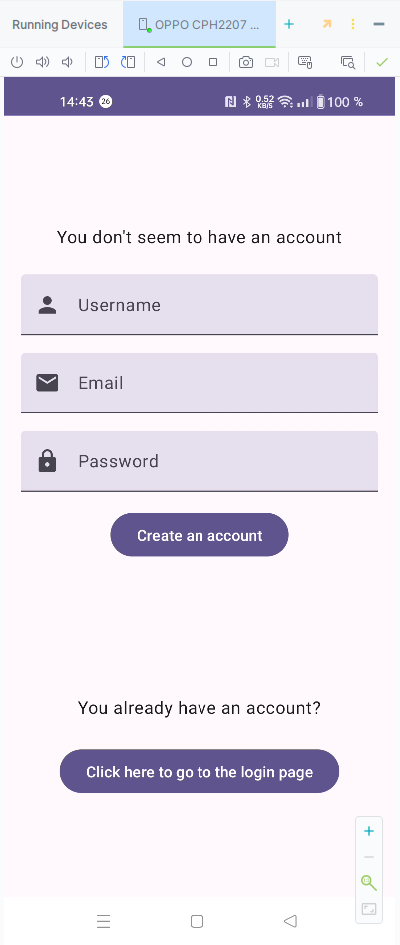 Running Devices
OPPO CPH2207 ...
14:43 26 0.52 KB/S 100 %
You don't seem to have an account
Username
Email
Password
Create an account
You already have an account?
Click here to go to the login page